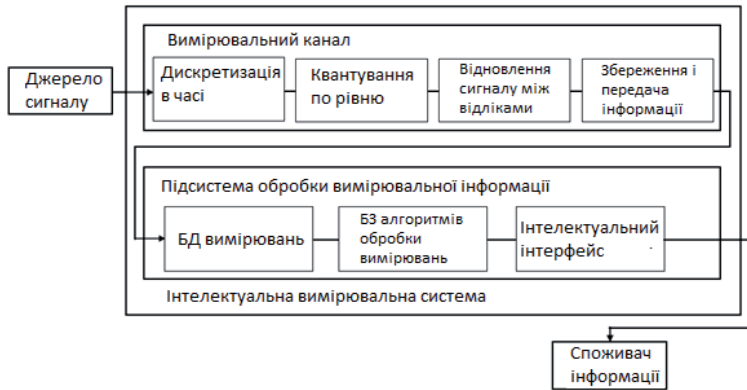 Вимірювальний канал
Джерело
сигналу
Дискретизація
в часі
Квантування
по рівню
Відновлення
сигналу між
відліками
Збереження і
передача
інформації
Підсистема обробки вимірювальної інформації
БД вимірювань
БЗ алгоритмів
обробки
вимірювань
Інтелектуальний
інтерфейс
Інтелектуальна вимірювальна система
Споживач
інформації